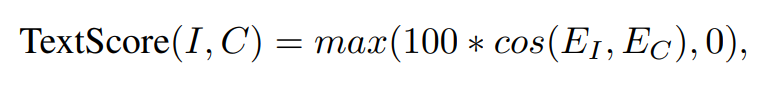 TextScore(I, C) = max(100 * cos(E_I, E_C), 0),